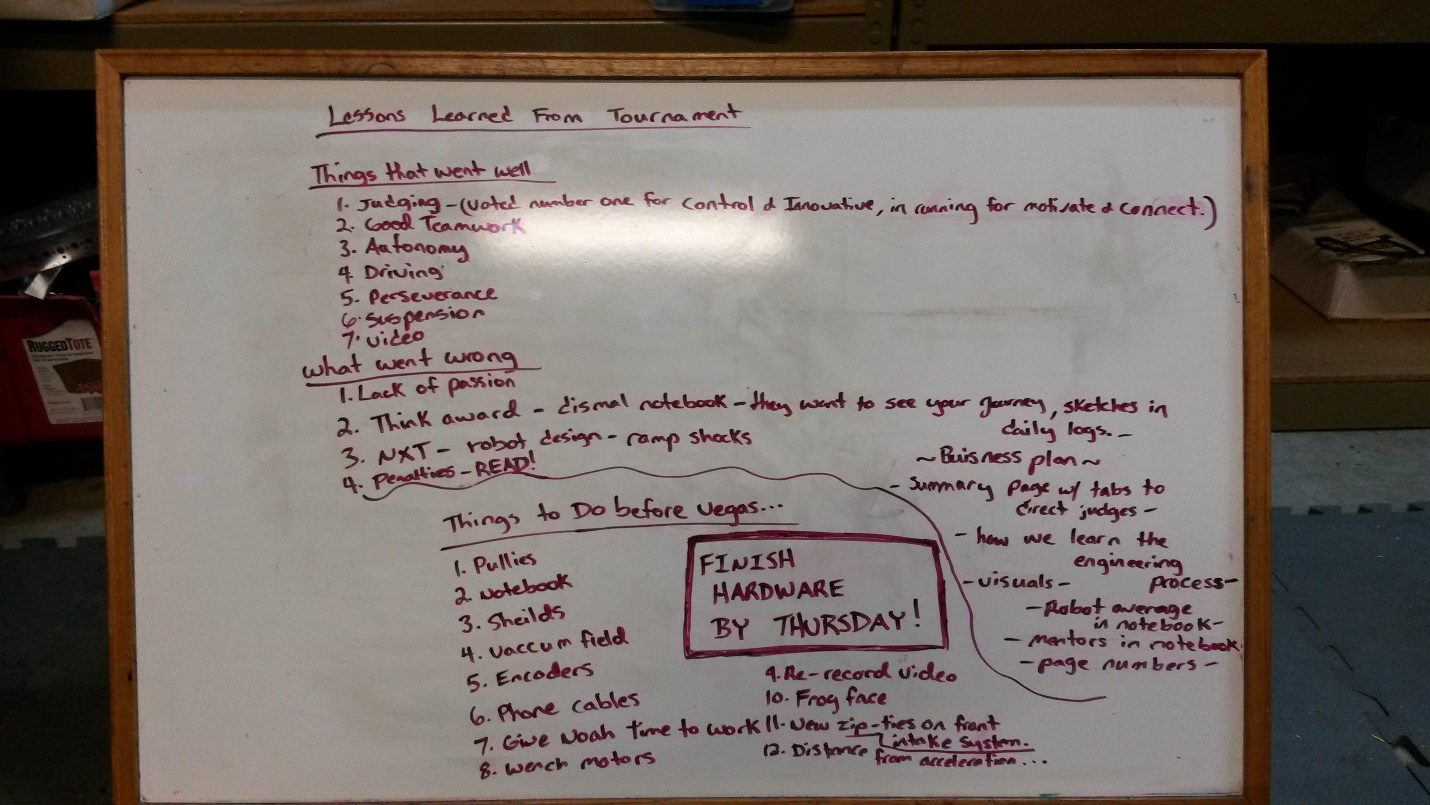 Lessons Learned From Tournament
Things that went well
1. Judging - (voted number one for control & Innovative, in running for motivate & connect.)
2. Good Teamwork
3. Autonomy
4. Driving
5. Perseverance
6. Suspension
7. Video
What went wrong
1. Lack of passion
2. Think award - dismal notebook - they want to see your journey, sketches in
daily logs. -
3. NXT - robot design - ramp shocks
4. Penalties - READ!
~ Buisness plan ~
- Summary page w/ tabs to
direct judges -
- how we learn the
engineering
process -
- visuals -
- Robot average
in notebook -
- mentors in notebook
- page numbers -
Things to Do before Vegas...
1. Pullies
2. Notebook
3. Sheilds
4. Vaccum field
5. Encoders
6. Phone cables
7. Give Noah time to work
8. Wench motors
FINISH
HARDWARE
BY THURSDAY!
9. Re-record video
10. Frog face
11. New zip-ties on front
intake system.
12. Distance
from acceleration...
RUGGEDTOTE